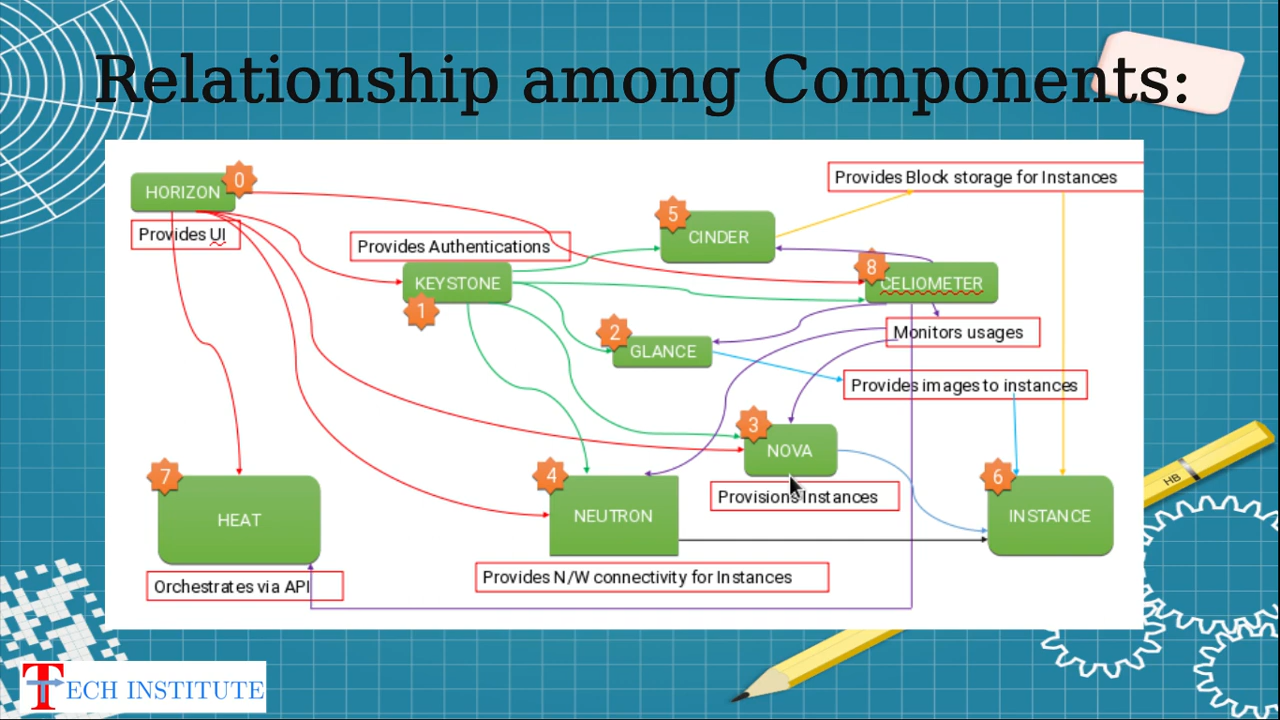 Relationship among Components:
Provides Block storage for Instances
HORIZON
0
5
Provides UI
Provides Authentications
CINDER
8
KEYSTONE
CELIOMETER
1
2
Monitors usages
GLANCE
Provides images to instances
3
NOVA
7
4
6
Provisions Instances
HEAT
NEUTRON
INSTANCE
HB
Provides N/W connectivity for Instances
Orchestrates via API
TECH INSTITUTE